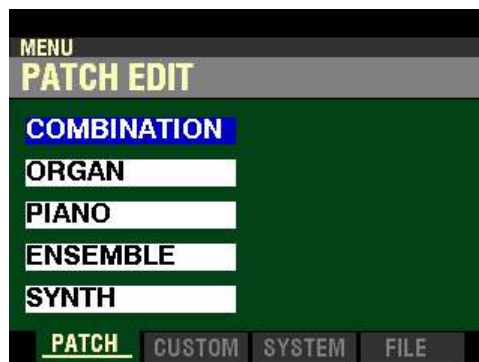 MENU
PATCH EDIT
COMBINATION
ORGAN
PIANO
ENSEMBLE
SYNTH
PATCH CUSTOM SYSTEM FILE